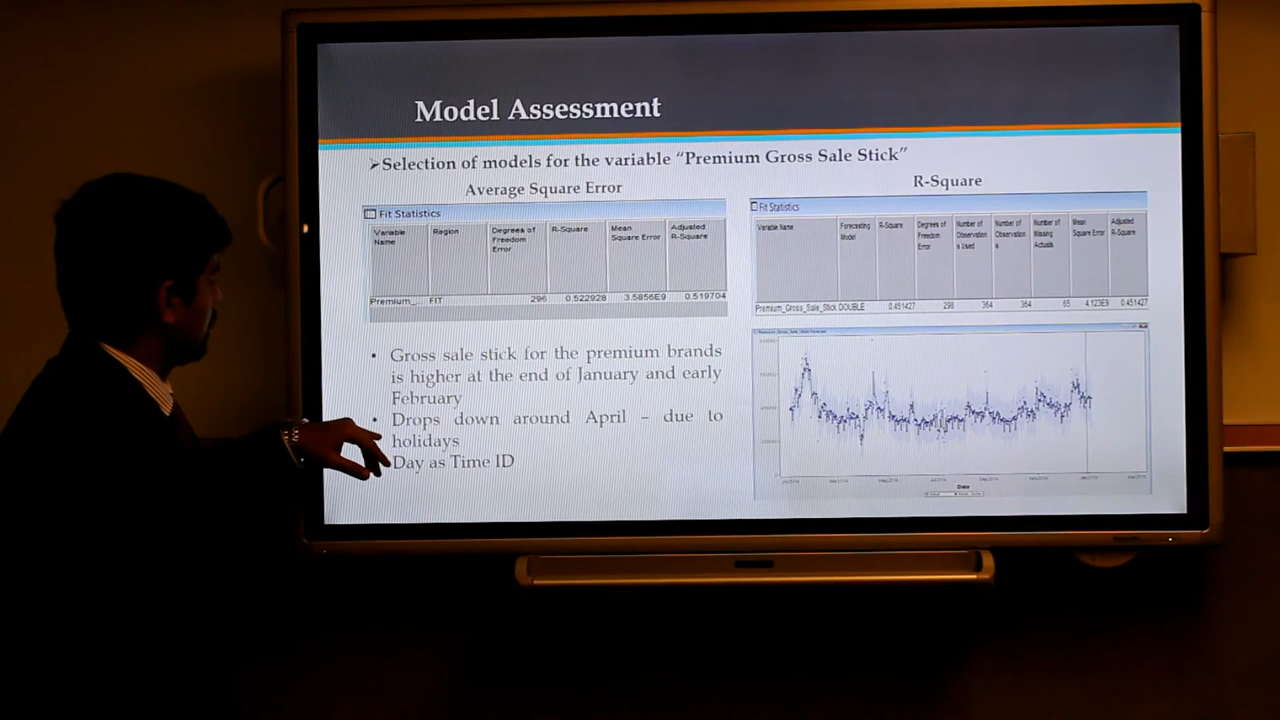 Model Assessment
➢Selection of models for the variable “Premium Gross Sale Stick”
Average Square Error
R-Square
Fit Statistics
Variable Name
Region
Degrees of Freedom Error
R-Square
Mean Square Error
Adjusted R-Square
Premium_... FIT 296 0.522928 3.5856E9 0.519704
Fit Statistics
Variable Name
Forecasting Model
R-Square
Degrees of Freedom Error
Number of Observation s Used
Number of Observation s
Number of Missing Actuals
Mean Square Error
Adjusted R-Square
Premium_Gross_Sale_Stick DOUBLE 0.451427 298 364 364 65 4.123E9 0.451427
• Gross sale stick for the premium brands
is higher at the end of January and early
February
• Drops down around April – due to
holidays
Day as Time ID
Date